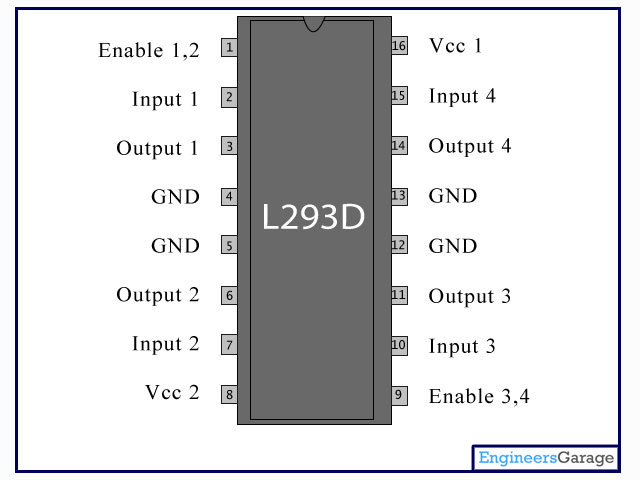 Enable 1,2 1 16 Vcc 1
Input 1 2 15 Input 4
Output 1 3 14 Output 4
GND 4 13 GND
L293D
GND 5 12 GND
Output 2 6 11 Output 3
Input 2 7 10 Input 3
Vcc 2 8 9 Enable 3,4
EngineersGarage